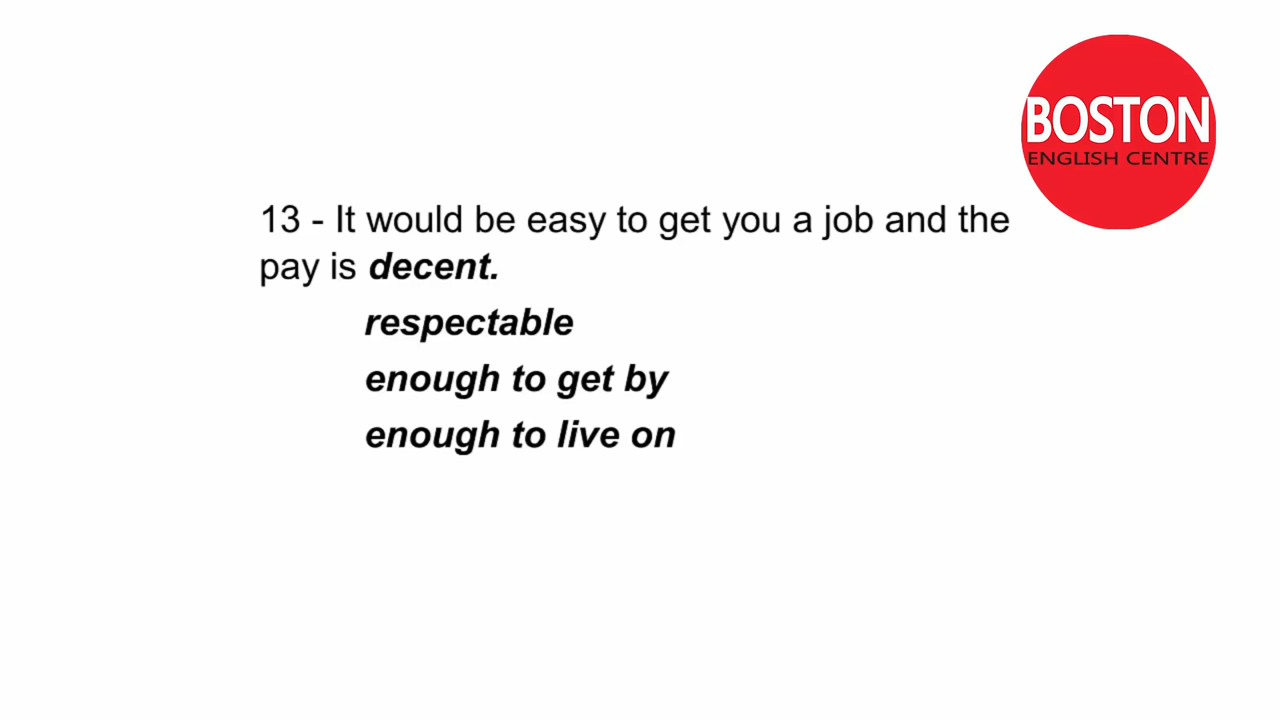 BOSTON
ENGLISH CENTRE
13 - It would be easy to get you a job and the
pay is decent.
respectable
enough to get by
enough to live on